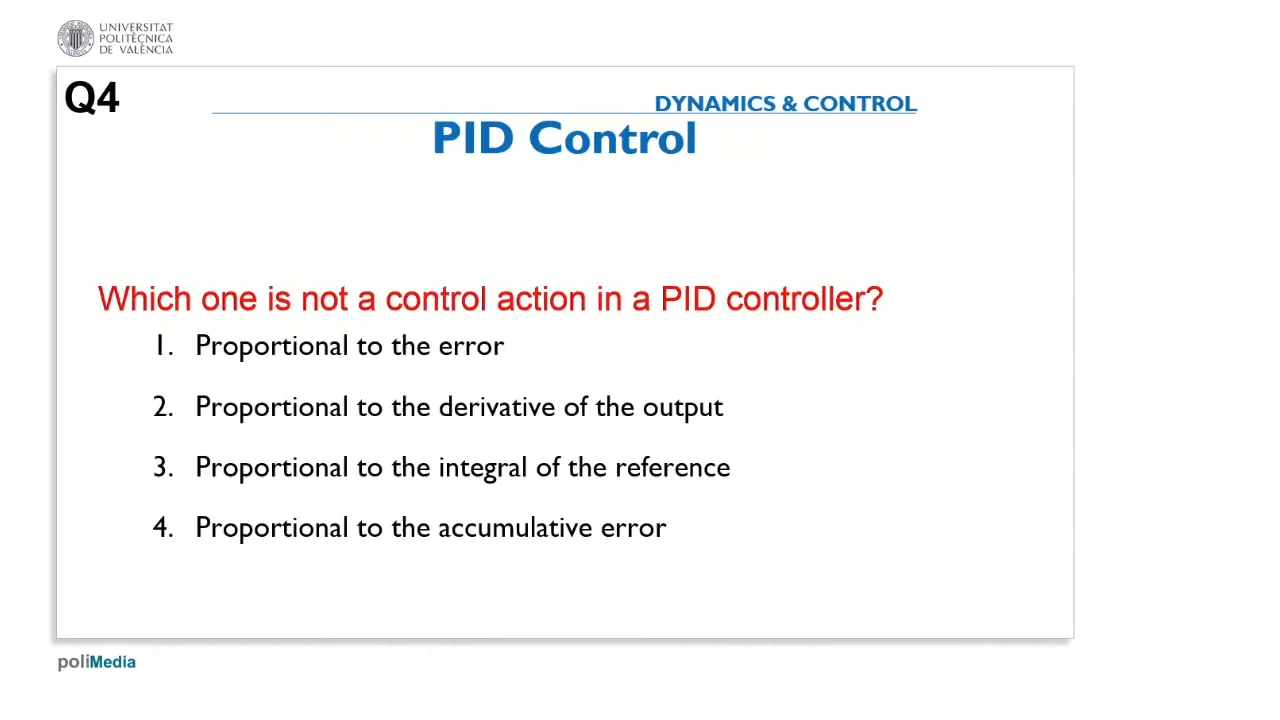 UNIVERSITAT
POLITÈCNICA
DE VALÈNCIA
Q4
DYNAMICS & CONTROL
PID Control
Which one is not a control action in a PID controller?
1. Proportional to the error
2. Proportional to the derivative of the output
3. Proportional to the integral of the reference
4. Proportional to the accumulative error
poliMedia